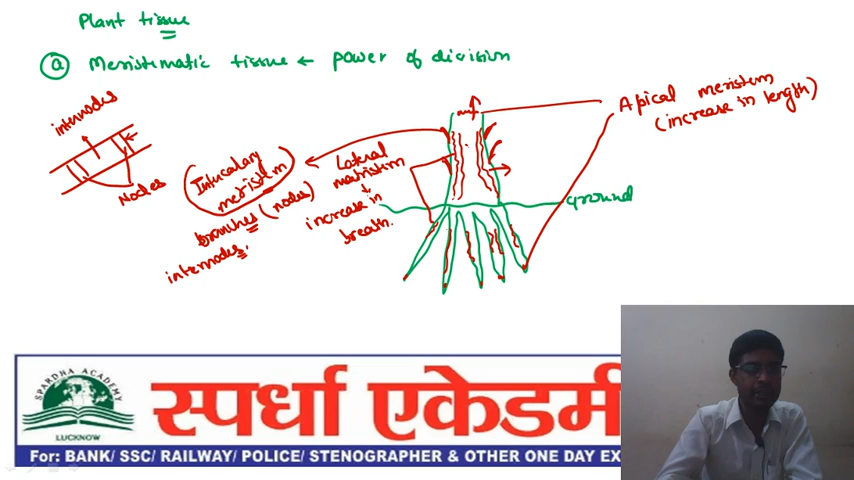 Plant tissue
a Meristematic tissue ← power of division
internodes
Nodes
Intercalary
meristem
branches (nodes)
internodes.
Lateral
meristem
increase in
breath.
Apical meristem
(increase in length)
ground
SPARDHA ACADEMY
LUCKNOW
स्पर्धा एकेडमी
For: BANK/ SSC/ RAILWAY/ POLICE/ STENOGRAPHER & OTHER ONE DAY EX